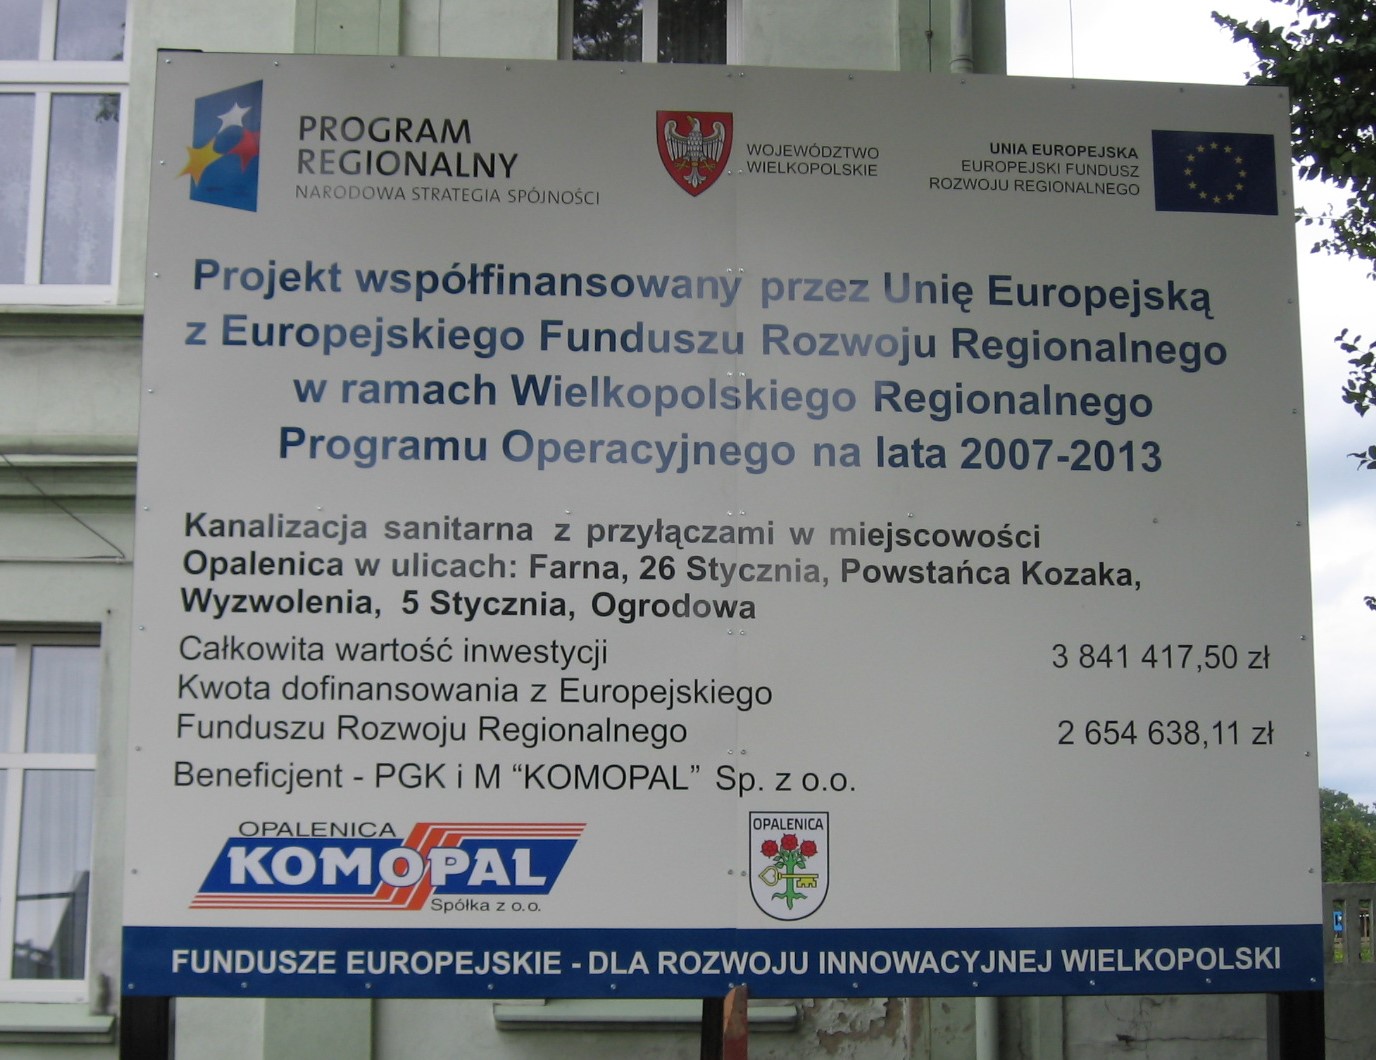 PROGRAM
REGIONALNY
NARODOWA STRATEGIA SPÓJNOŚCI
WOJEWÓDZTWO
WIELKOPOLSKIE
UNIA EUROPEJSKA
EUROPEJSKI FUNDUSZ
ROZWOJU REGIONALNEGO
Projekt współfinansowany przez Unię Europejską
z Europejskiego Funduszu Rozwoju Regionalnego
w ramach Wielkopolskiego Regionalnego
Programu Operacyjnego na lata 2007-2013
Kanalizacja sanitarna z przyłączami w miejscowości
Opalenica w ulicach: Farna, 26 Stycznia, Powstańca Kozaka,
Wyzwolenia, 5 Stycznia, Ogrodowa
Całkowita wartość inwestycji 3 841 417,50 zł
Kwota dofinansowania z Europejskiego
Funduszu Rozwoju Regionalnego 2 654 638,11 zł
Beneficjent - PGK i M “KOMOPAL” Sp. z o.o.
OPALENICA
KOMOPAL
Spółka z o.o.
OPALENICA
FUNDUSZE EUROPEJSKIE - DLA ROZWOJU INNOWACYJNEJ WIELKOPOLSKI